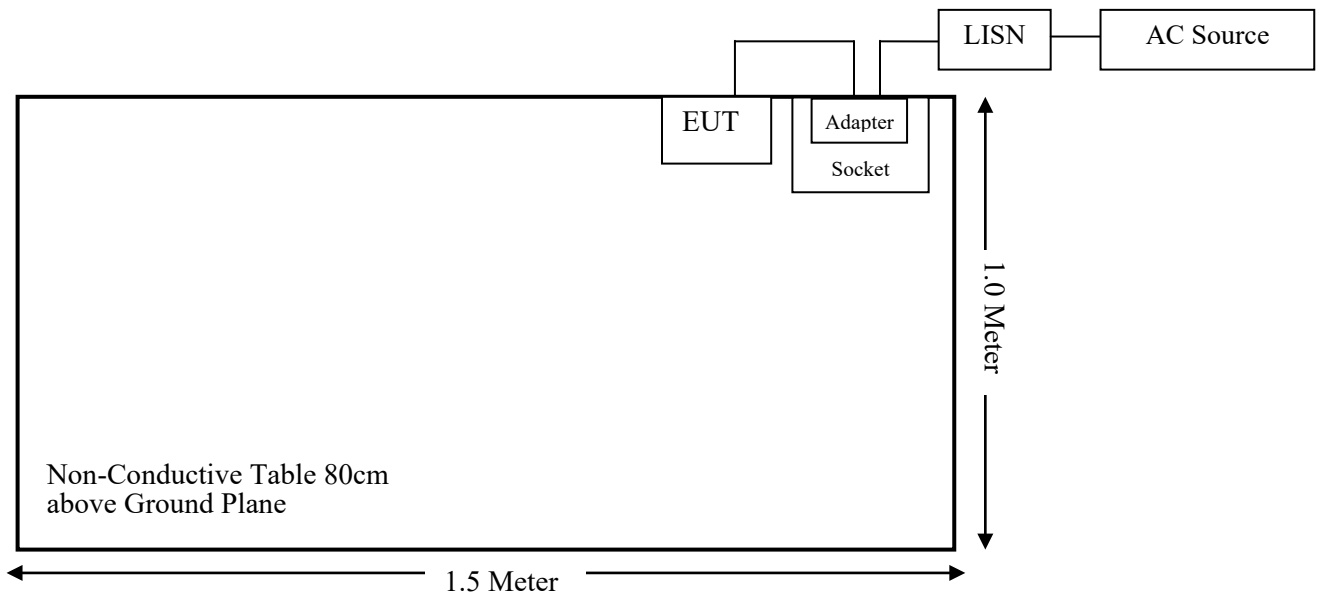 LISN
AC Source
EUT
Adapter
Socket
1.0 Meter
Non-Conductive Table 80cm
above Ground Plane
1.5 Meter